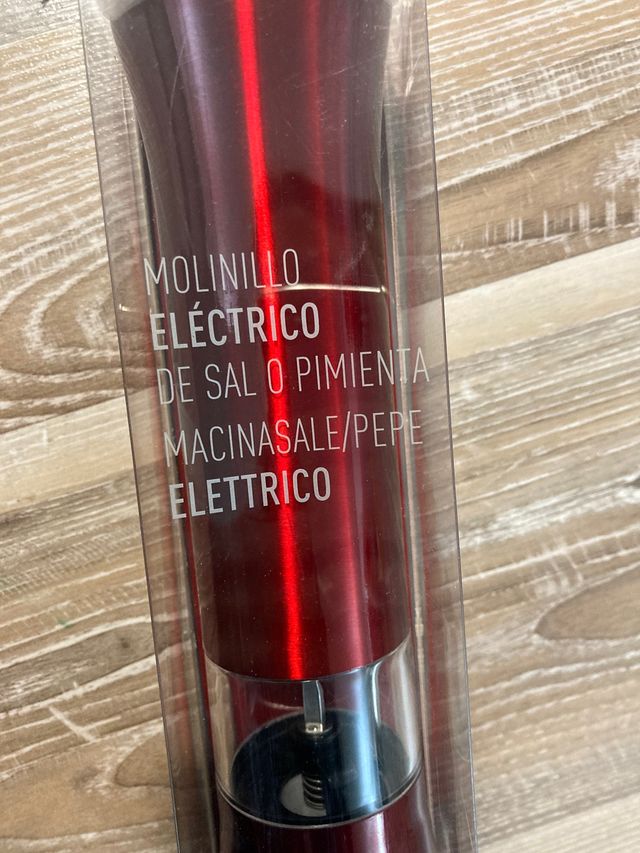 MOLINILLO
ELÉCTRICO
DE SAL O PIMIENTA
MACINASALE/PEPE
ELETTRICO